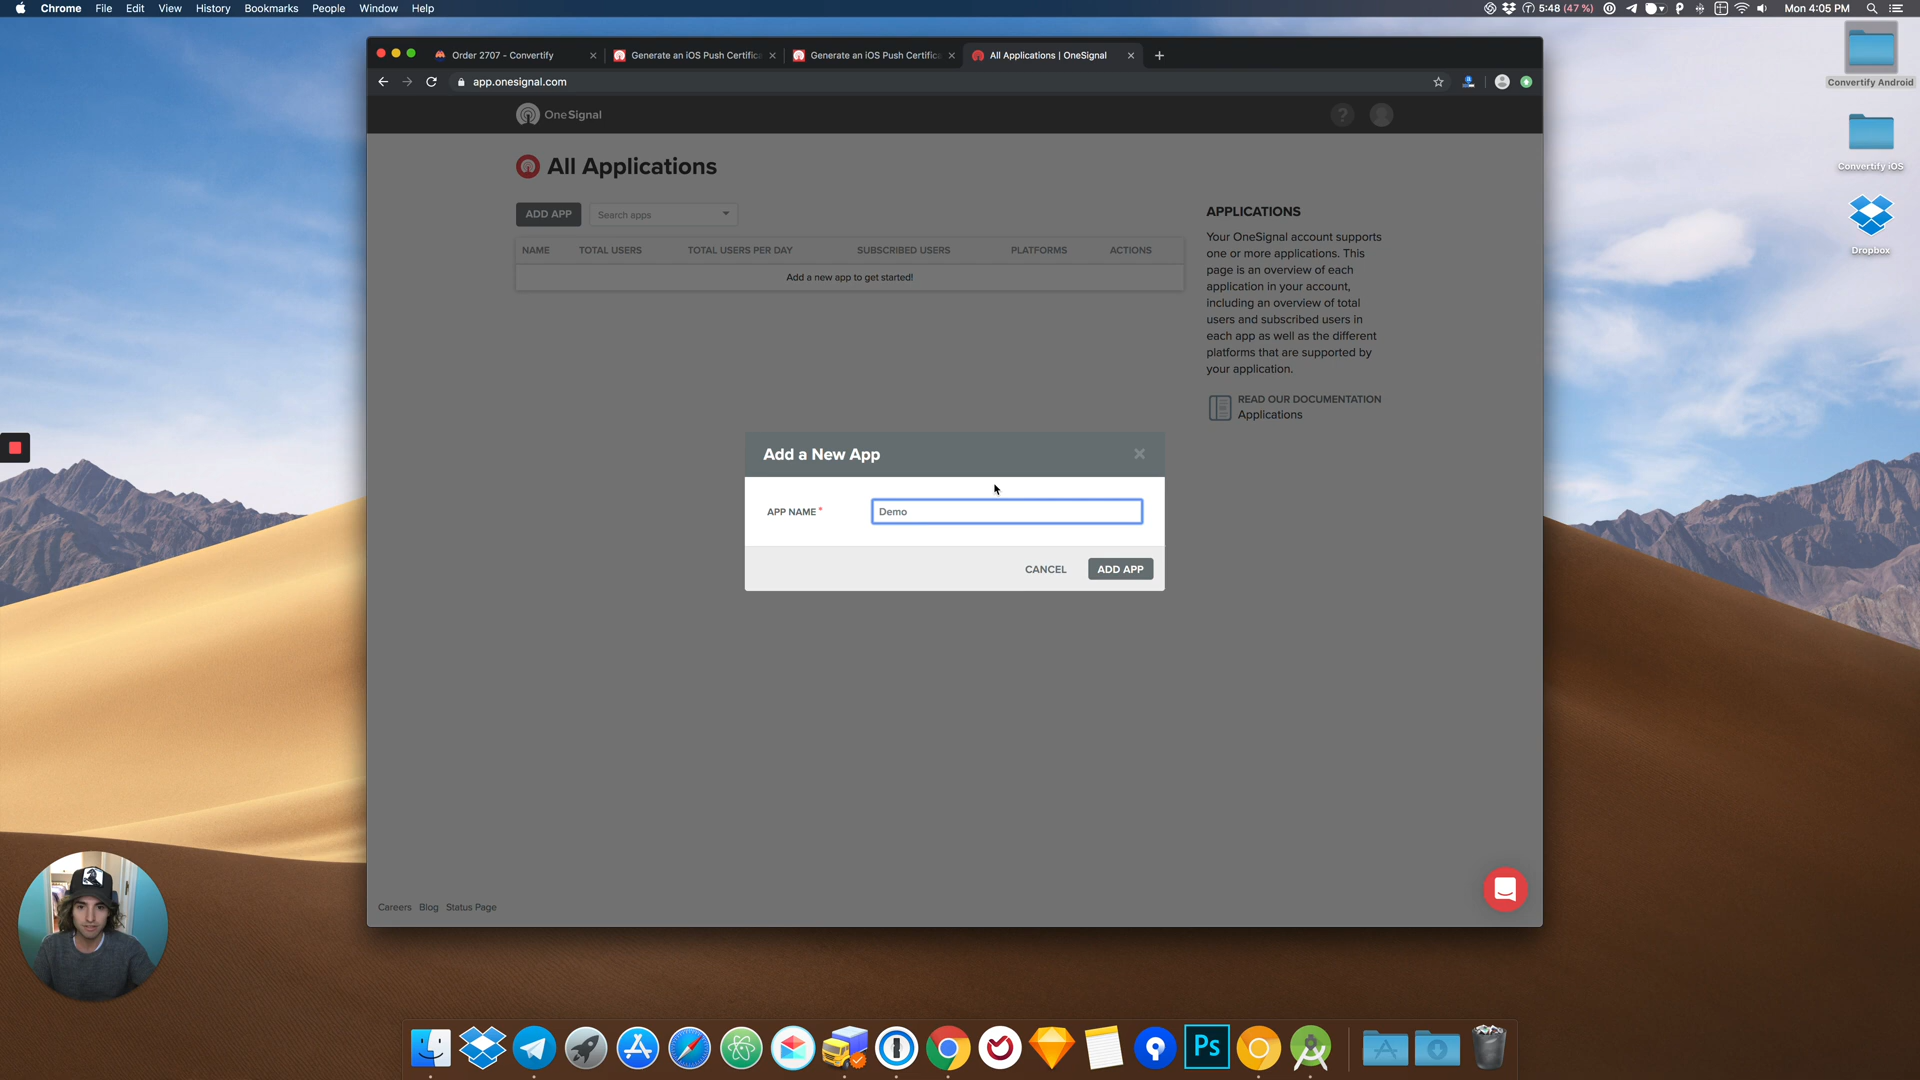 Chrome File Edit View History Bookmarks People Window Help
5:48 (47 %)
Mon 4:05 PM
Order 2707 - Convertify
Generate an iOS Push Certifica
Generate an iOS Push Certifica
All Applications | OneSignal
app.onesignal.com
OneSignal
?
All Applications
ADD APP
Search apps
NAME TOTAL USERS TOTAL USERS PER DAY SUBSCRIBED USERS PLATFORMS ACTIONS
Add a new app to get started!
APPLICATIONS
Your OneSignal account supports
one or more applications. This
page is an overview of each
application in your account,
including an overview of total
users and subscribed users in
each app as well as the different
platforms that are supported by
your application.
READ OUR DOCUMENTATION
Applications
Add a New App
APP NAME *
Demo
CANCEL
ADD APP
Careers Blog Status Page
Convertify Android
Convertify iOS
Dropbox
Ps